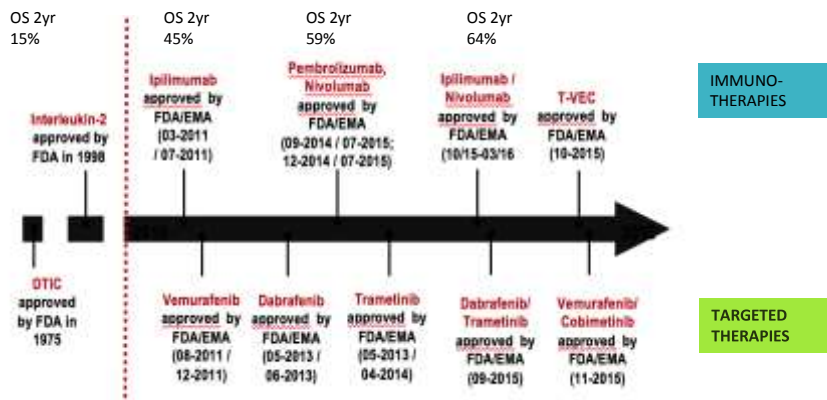 OS 2yr
15%
OS 2yr
45%
OS 2yr
59%
OS 2yr
64%
Interleukin-2
approved by
FDA in 1998
Ipilimumab
approved by
FDA/EMA
(03-2011
/ 07-2011)
Pembrolizumab,
Nivolumab
approved by
FDA/EMA
(09-2014 / 07-2015;
12-2014 / 07-2015)
Ipilimumab /
Nivolumab
approved by
FDA/EMA
(10/15-03/16
T-VEC
approved by
FDA/EMA
(10-2015)
IMMUNO-
THERAPIES
DTIC
approved
by FDA in
1975
Vemurafenib
approved by
FDA/EMA
(08-2011 /
12-2011)
Dabrafenib
approved by
FDA/EMA
(05-2013 /
06-2013)
Trametinib
approved by
FDA/EMA
(05-2013 /
04-2014)
Dabrafenib/
Trametinib
approved by
FDA/EMA
(09-2015)
Vemurafenib/
Cobimetinib
approved by
FDA/EMA
(11-2015)
TARGETED
THERAPIES